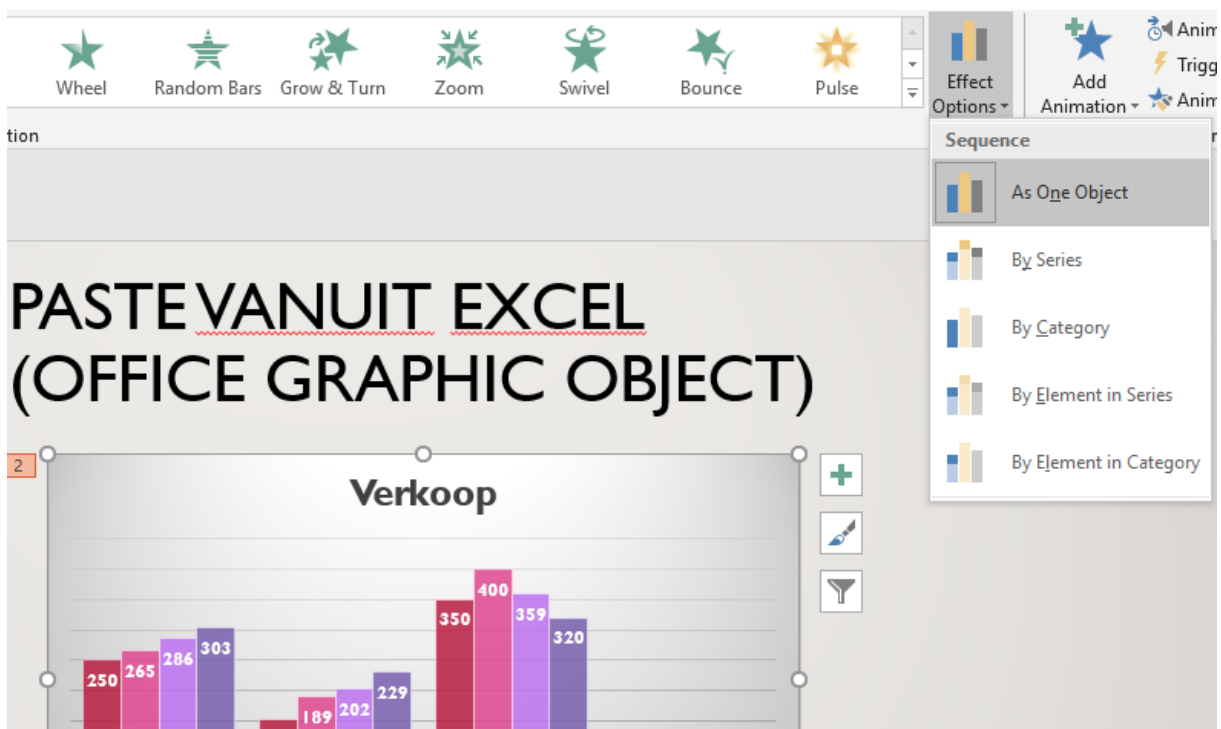 Wheel
Random Bars
Grow & Turn
Zoom
Swivel
Bounce
Pulse
Effect
Options
Add
Animation
Anim
Trigg
Anim
tion
Sequence
As One Object
By Series
By Category
By Element in Series
By Element in Category
PASTE VANUIT EXCEL
(OFFICE GRAPHIC OBJECT)
2
Verkoop
250
265
286
303
189
202
229
350
400
359
320